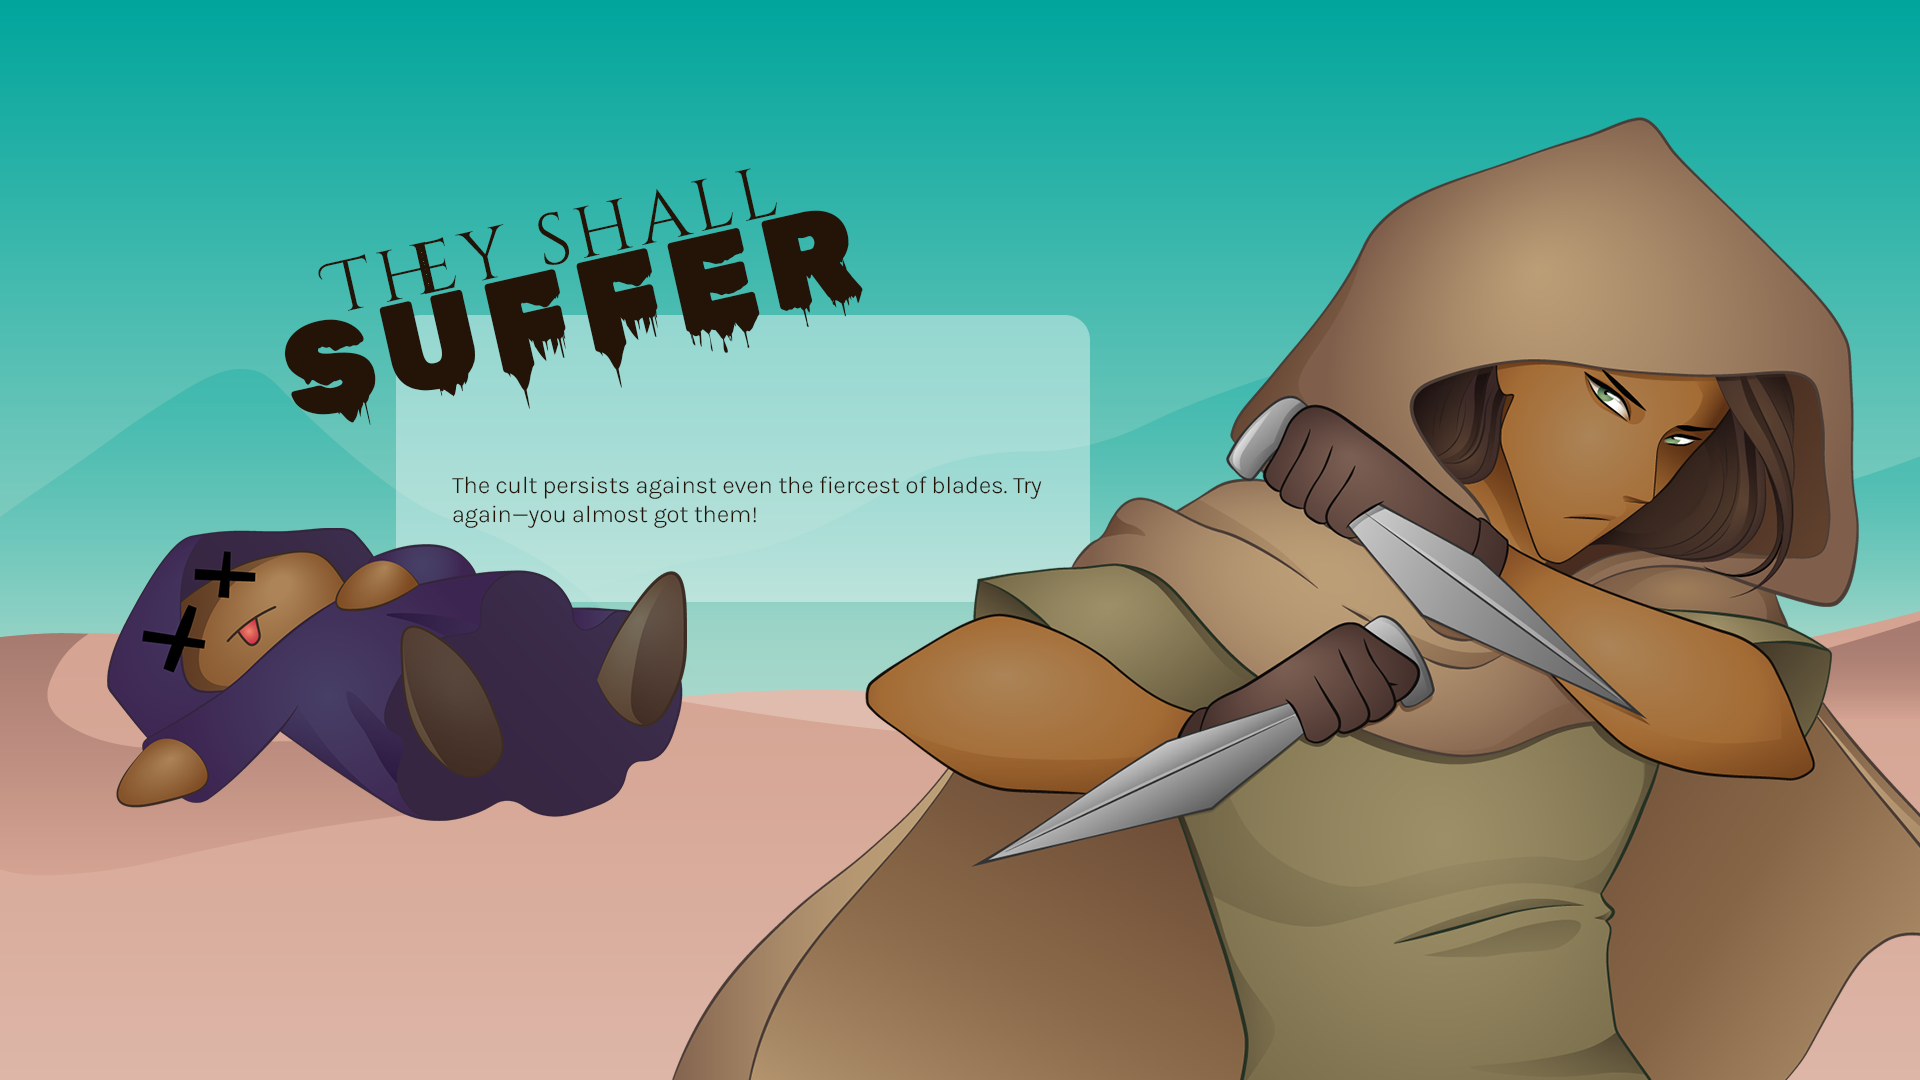 THEY SHALL
SUFFER
The cult persists against even the fiercest of blades. Try
again—you almost got them!